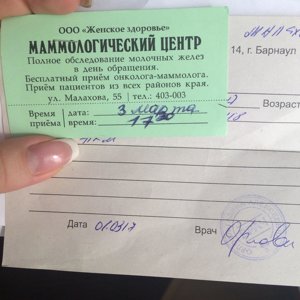 ООО «Женское здоровье»
МАММОЛОГИЧЕСКИЙ ЦЕНТР
Полное обследование молочных желез
в день обращения.
Бесплатный приём онколога-маммолога.
Приём пациентов из всех районов края.
ул. Малахова, 55 | тел.: 403-003
Время дата: 3 марта
приёма время: 17 30
14, г. Барнаул
Возраст
Дата 010317
Врач